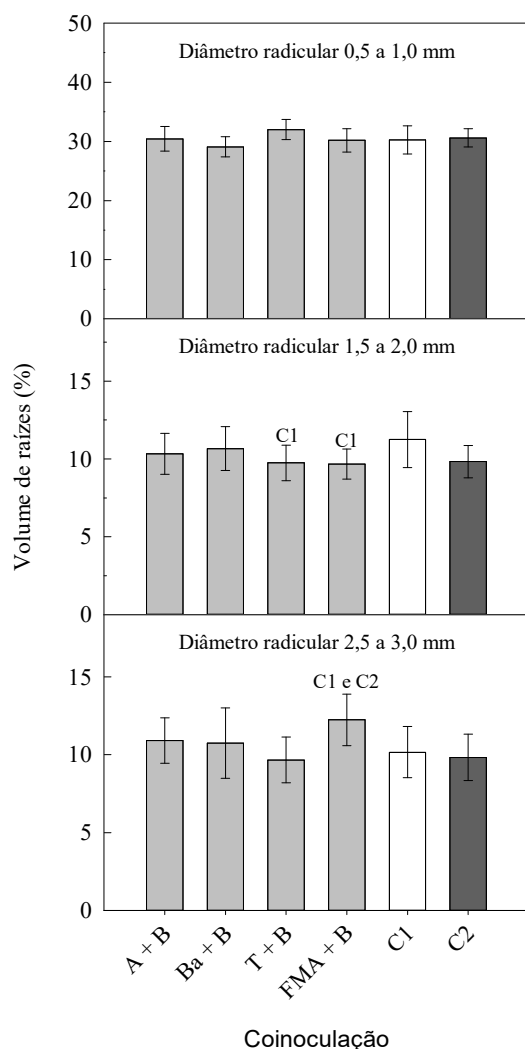 50
Diâmetro radicular 0,5 a 1,0 mm
40
30
20
10
0
Diâmetro radicular 1,5 a 2,0 mm
15
C1 C1
10
5
0
Volume de raízes (%)
Diâmetro radicular 2,5 a 3,0 mm
15
C1 e C2
10
5
0
A + B Ba + B T + B FMA + B C1 C2
Coinoculação